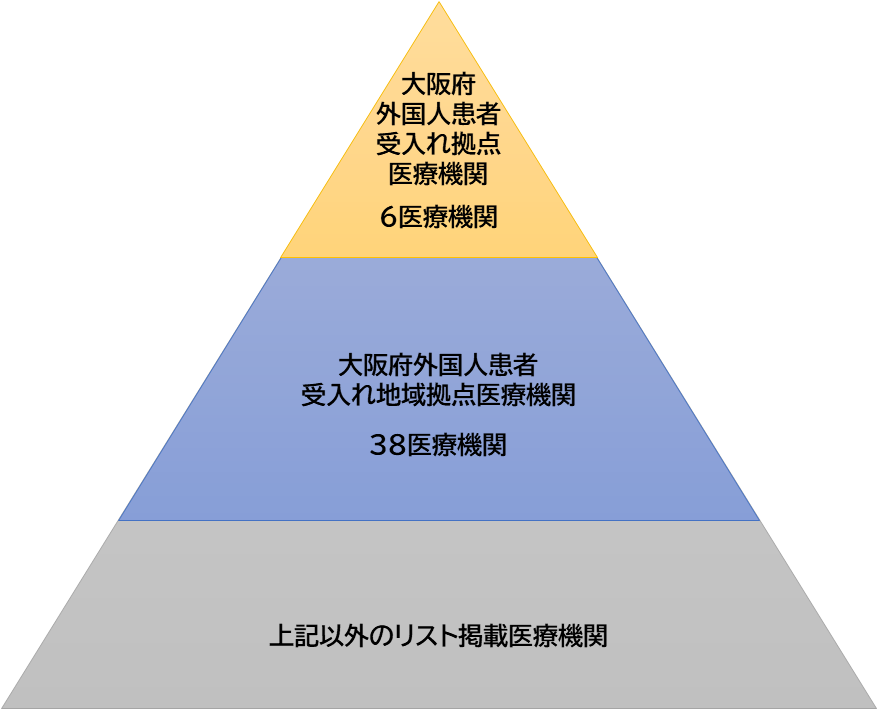 大阪府
外国人患者
受入れ拠点
医療機関
6医療機関
大阪府外国人患者
受入れ地域拠点医療機関
38医療機関
上記以外のリスト掲載医療機関